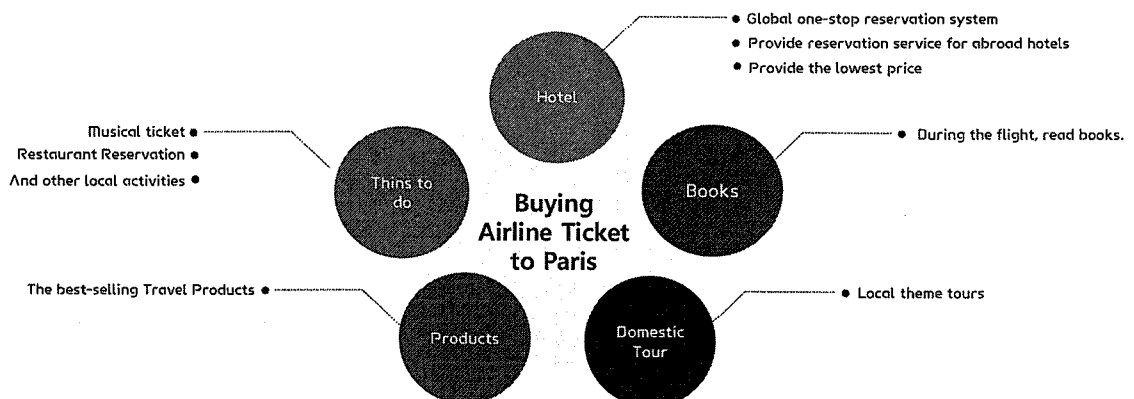 Global one-stop reservation system
Provide reservation service for abroad hotels
Provide the lowest price
Hotel
Musical ticket
Restaurant Reservation
And other local activities
Thins to
do
During the flight, read books.
Books
Buying
Airline Ticket
to Paris
The best-selling Travel Products
Products
Local theme tours
Domestic
Tour